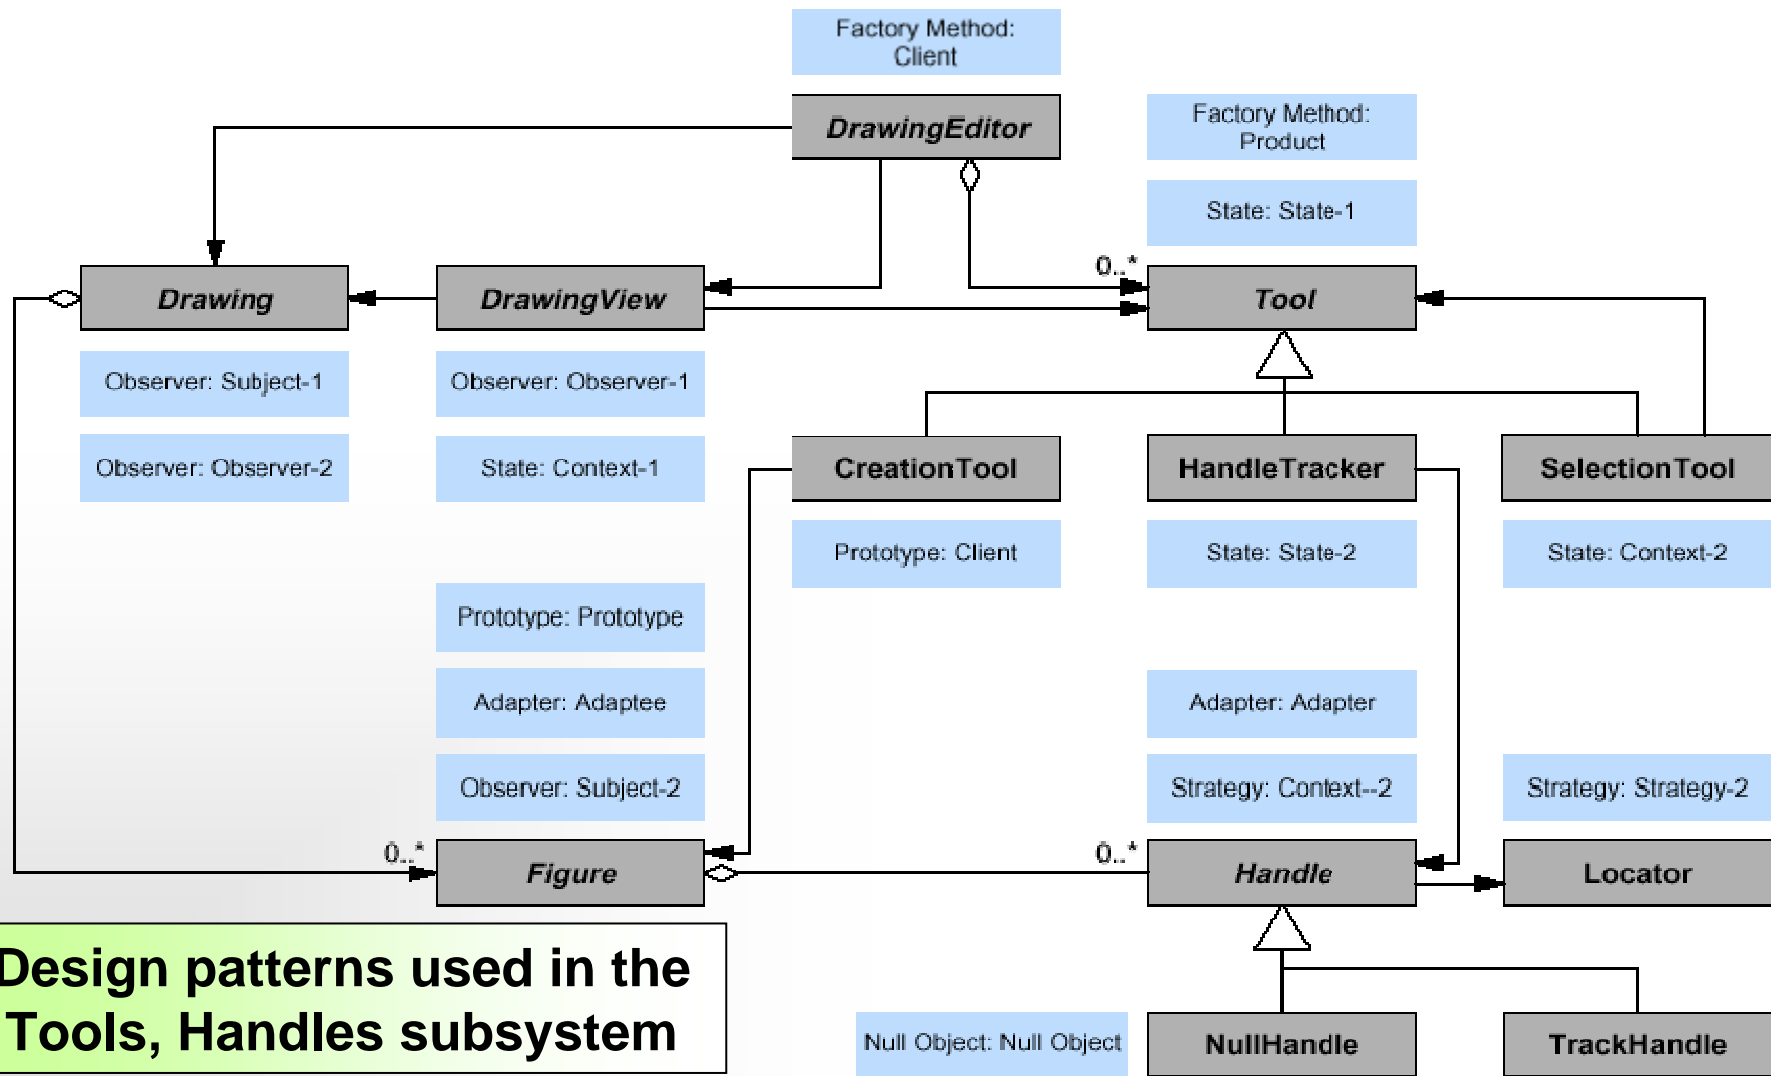 Factory Method:
Client
DrawingEditor
Factory Method:
Product
State: State-1
0..*
Drawing
DrawingView
Tool
Observer: Subject-1
Observer: Observer-1
Observer: Observer-2
State: Context-1
CreationTool
HandleTracker
SelectionTool
Prototype: Client
State: State-2
State: Context-2
Prototype: Prototype
Adapter: Adaptee
Adapter: Adapter
Observer: Subject-2
Strategy: Context--2
Strategy: Strategy-2
0..*
0..*
Figure
Handle
Locator
Design patterns used in the
Tools, Handles subsystem
Null Object: Null Object
NullHandle
TrackHandle